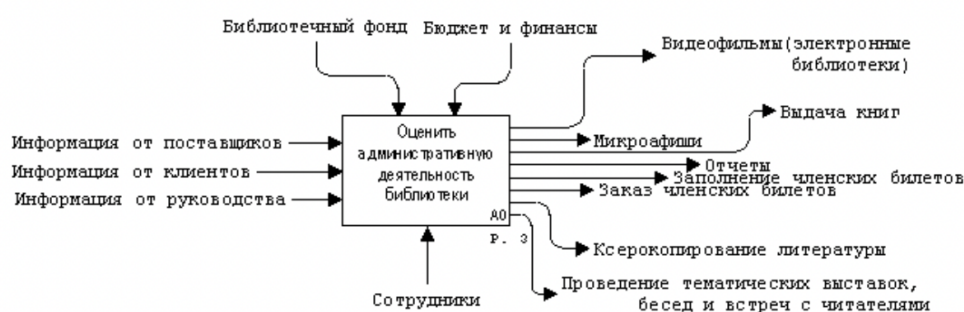 Библиотечный фонд
Бюджет и финансы
Видеофильмы(электронные
библиотеки)
Выдача книг
Информация от поставщиков
Оценить
административную
деятельность
библиотеки
Микроафиши
Отчеты
Информация от клиентов
Заполнение членских билетов
Заказ членских билетов
Информация от руководства
A0
P. 3
Ксерокопирование литературы
Сотрудники
Проведение тематических выставок,
бесед и встреч с читателями